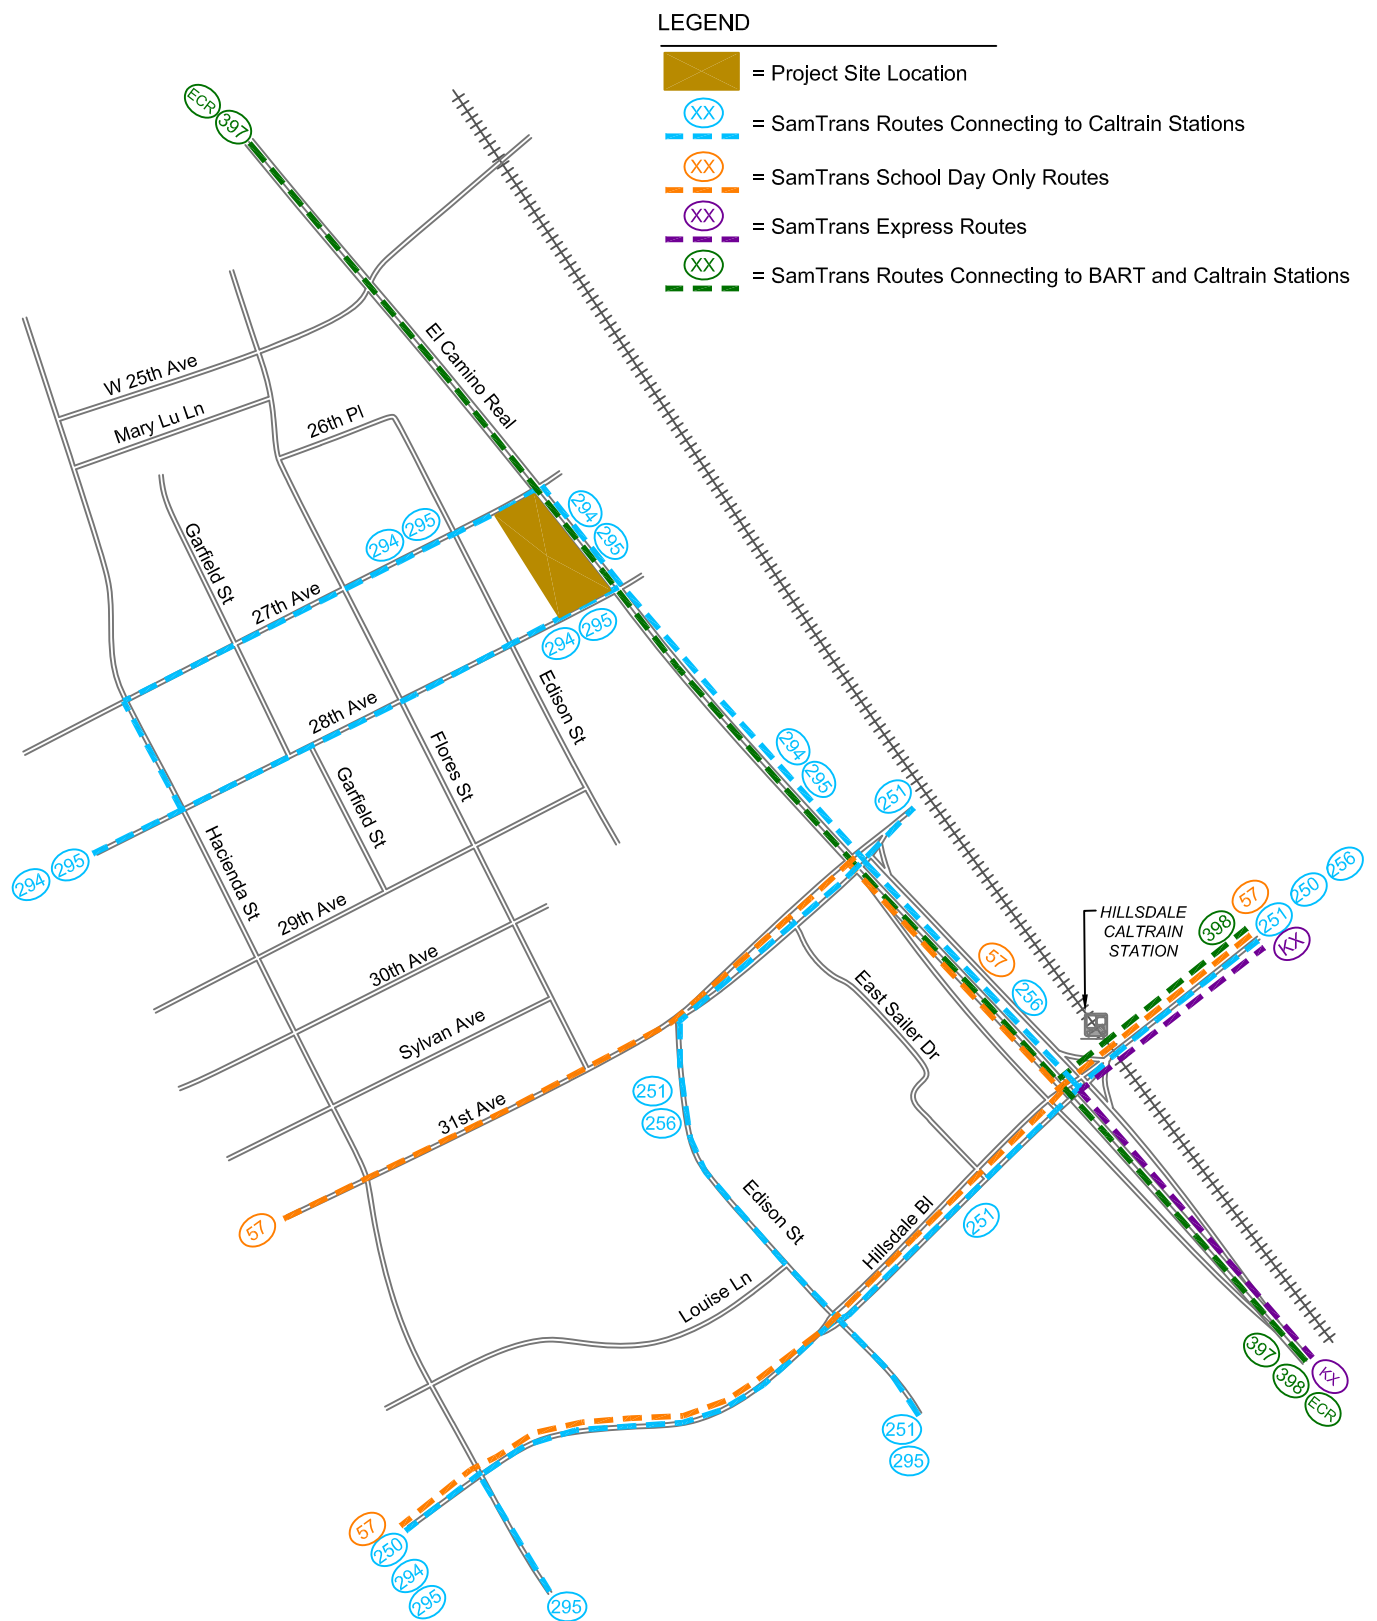 LEGEND
= Project Site Location
XX
= SamTrans Routes Connecting to Caltrain Stations
XX
= SamTrans School Day Only Routes
XX
= SamTrans Express Routes
XX
= SamTrans Routes Connecting to BART and Caltrain Stations
ECR
397
El Camino Real
W 25th Ave
Mary Lu Ln
26th Pl
294
295
294
295
Garfield St
27th Ave
294
295
Edison St
28th Ave
Flores St
294
295
251
Garfield St
294
295
Hacienda St
29th Ave
256
250
57
251
398
KX
HILLSDALE
CALTRAIN
STATION
30th Ave
57
256
East Sailer Dr
Sylvan Ave
251
256
31st Ave
57
Edison St
Hillsdale Bl
251
Louise Ln
397
398
ECR
KX
251
295
57
250
294
295
295